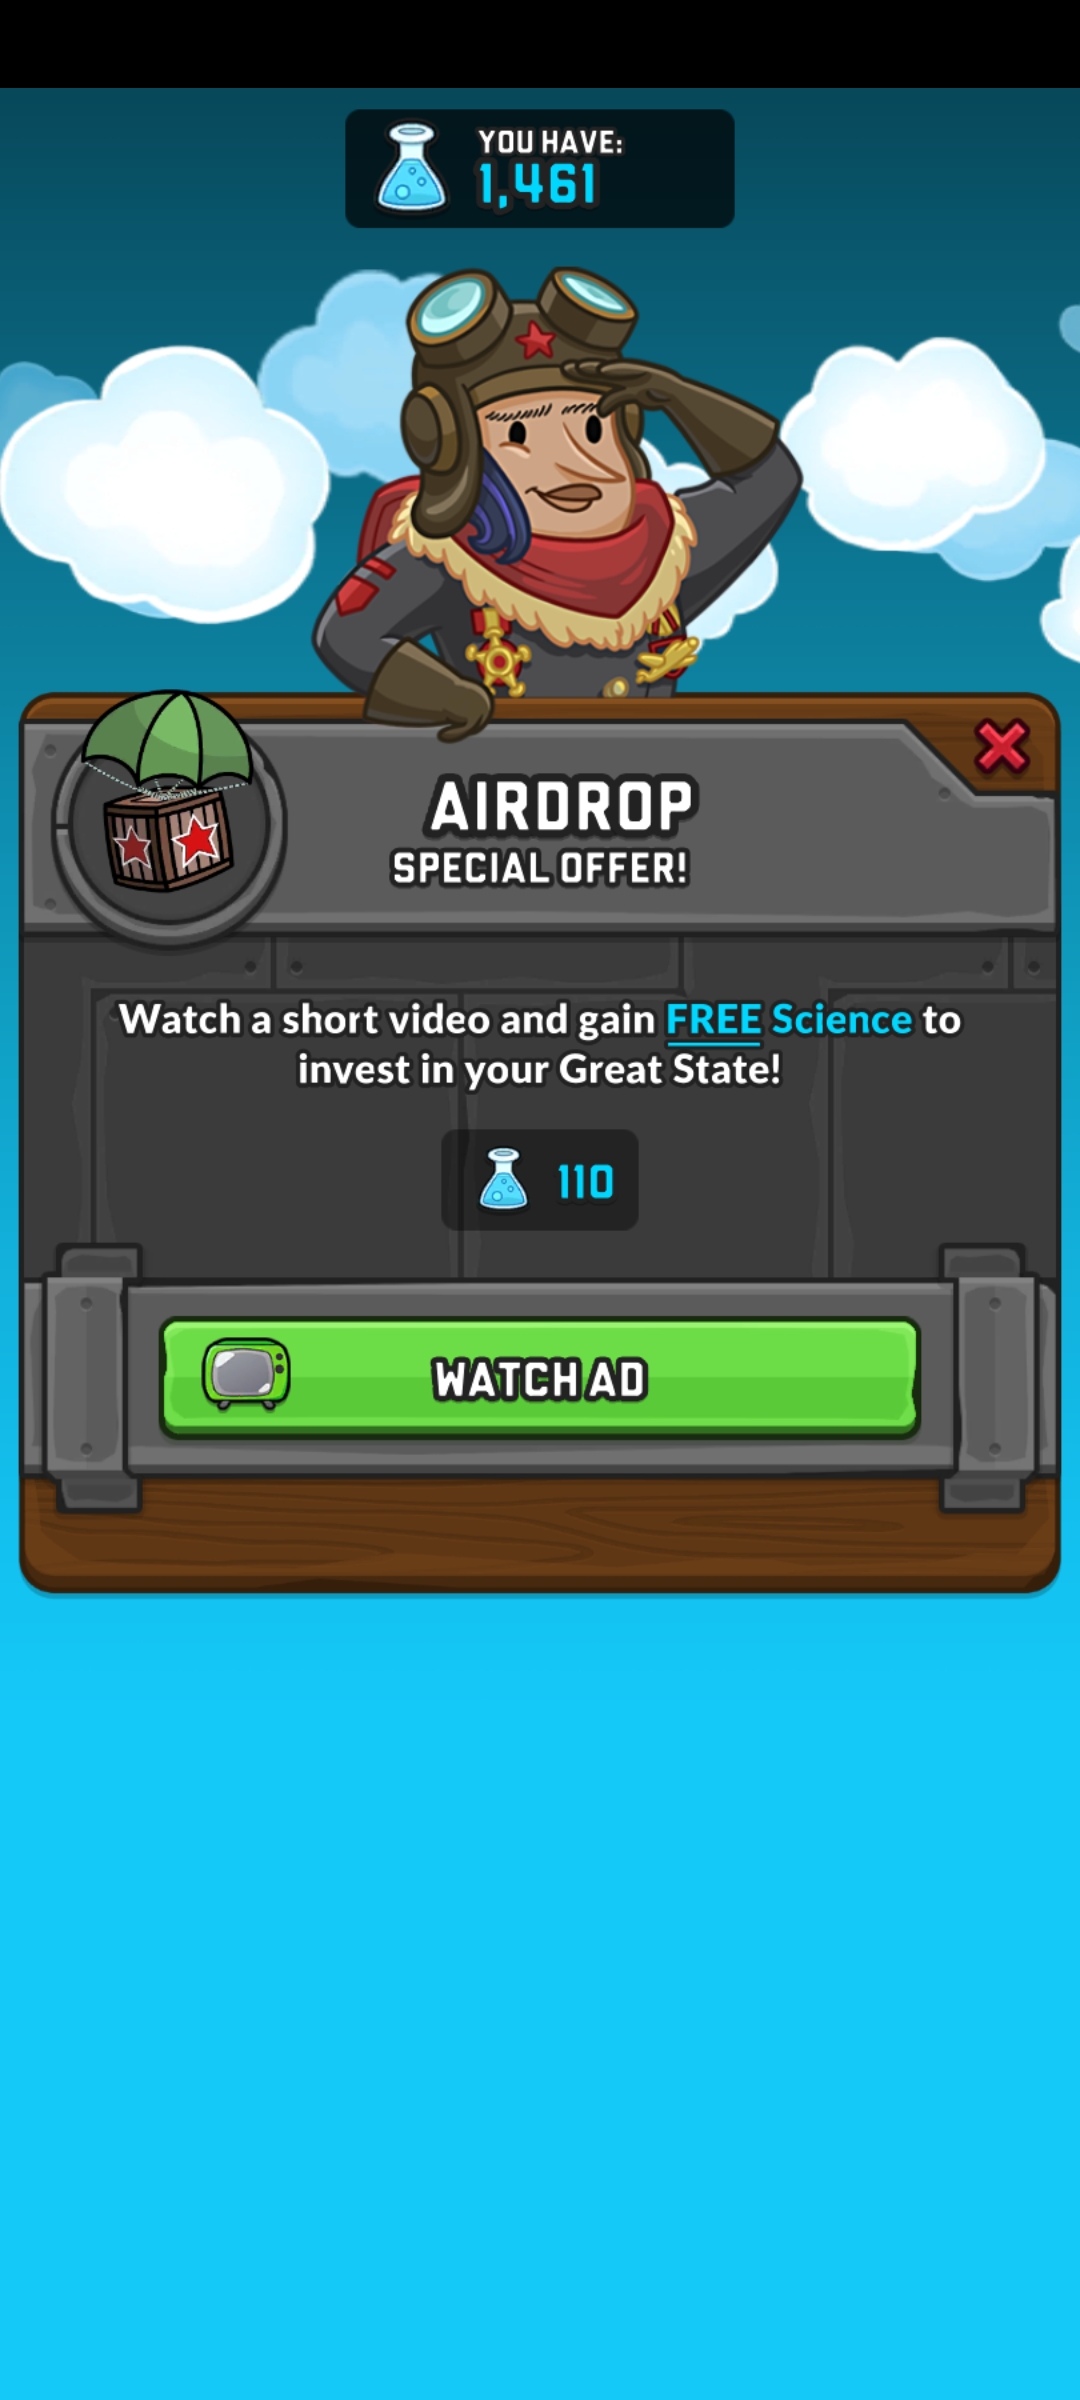 YOU HAVE:
1,461
AIRDROP
SPECIAL OFFER!
Watch a short video and gain FREE Science to
invest in your Great State!
110
WATCH AD